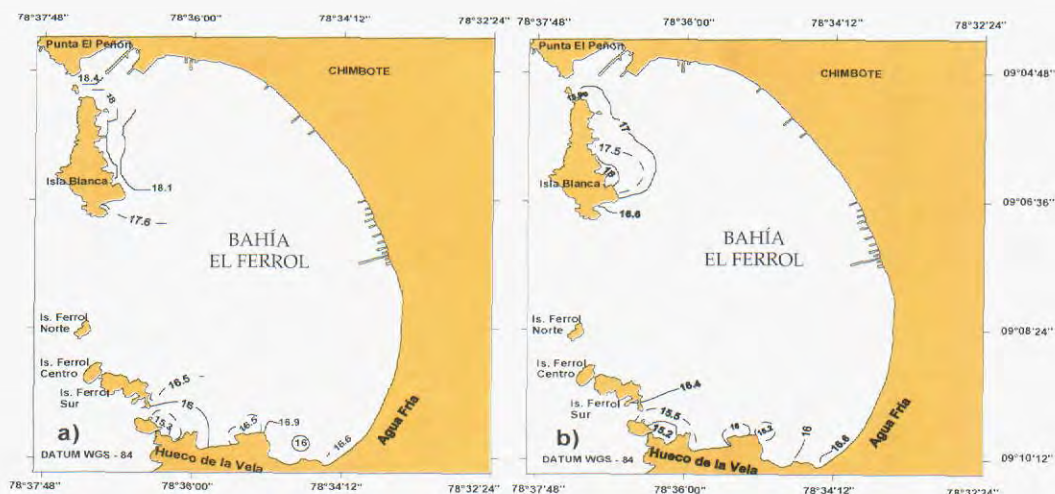 78°37'48" 78°36'00" 78°34'12" 78°32'24"
Punta El Peñón
CHIMBOTE
18.4
18
Isla Blanca
18.1
17.6
BAHÍA
EL FERROL
Is. Ferrol
Norte
Is. Ferrol
Centro
Is. Ferrol
Sur
16.5
16
15.2
16.5
16.9
16
16.6
Agua Fría
a)
Hueco de la Vela
DATUM WGS - 84
78°37'48" 78°36'00" 78°34'12" 78°32'24"
78°37'48" 78°36'00" 78°34'12" 78°32'24"
Punta El Peñón
CHIMBOTE
09°04'48"
17
17.5
18
Isla Blanca
16.6
09°06'36"
BAHÍA
EL FERROL
Is. Ferrol
Norte
09°08'24"
Is. Ferrol
Centro
Is. Ferrol
Sur
16.4
15.5
15.2
16
15.2
16
16.6
Agua Fría
b)
Hueco de la Vela
DATUM WGS - 84
09°10'12"
78°37'48" 78°36'00" 78°34'12" 78°32'24"